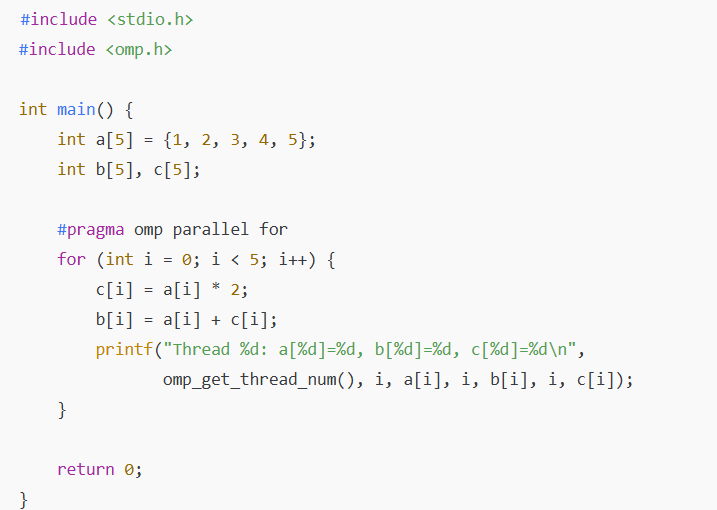 #include <stdio.h>
#include <omp.h>

int main() {
    int a[5] = {1, 2, 3, 4, 5};
    int b[5], c[5];

    #pragma omp parallel for
    for (int i = 0; i < 5; i++) {
        c[i] = a[i] * 2;
        b[i] = a[i] + c[i];
        printf("Thread %d: a[%d]=%d, b[%d]=%d, c[%d]=%d\n",
               omp_get_thread_num(), i, a[i], i, b[i], i, c[i]);
    }

    return 0;
}